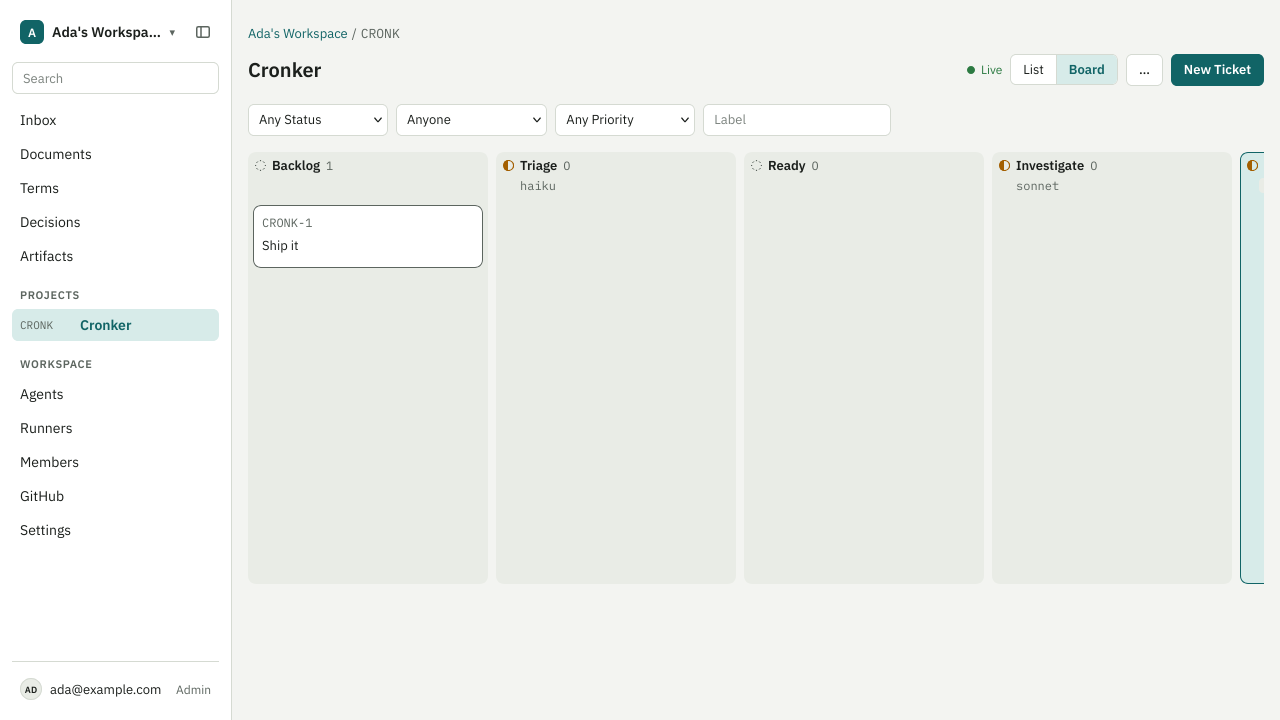 A Ada's Workspa... ▾
Search
Inbox
Documents
Terms
Decisions
Artifacts
PROJECTS
CRONK Cronker
WORKSPACE
Agents
Runners
Members
GitHub
Settings
AD ada@example.com Admin
Ada's Workspace / CRONK
Cronker
Live List Board ... New Ticket
Any Status Anyone Any Priority Label
Backlog 1
CRONK-1
Ship it
Triage 0
haiku
Ready 0
Investigate 0
sonnet